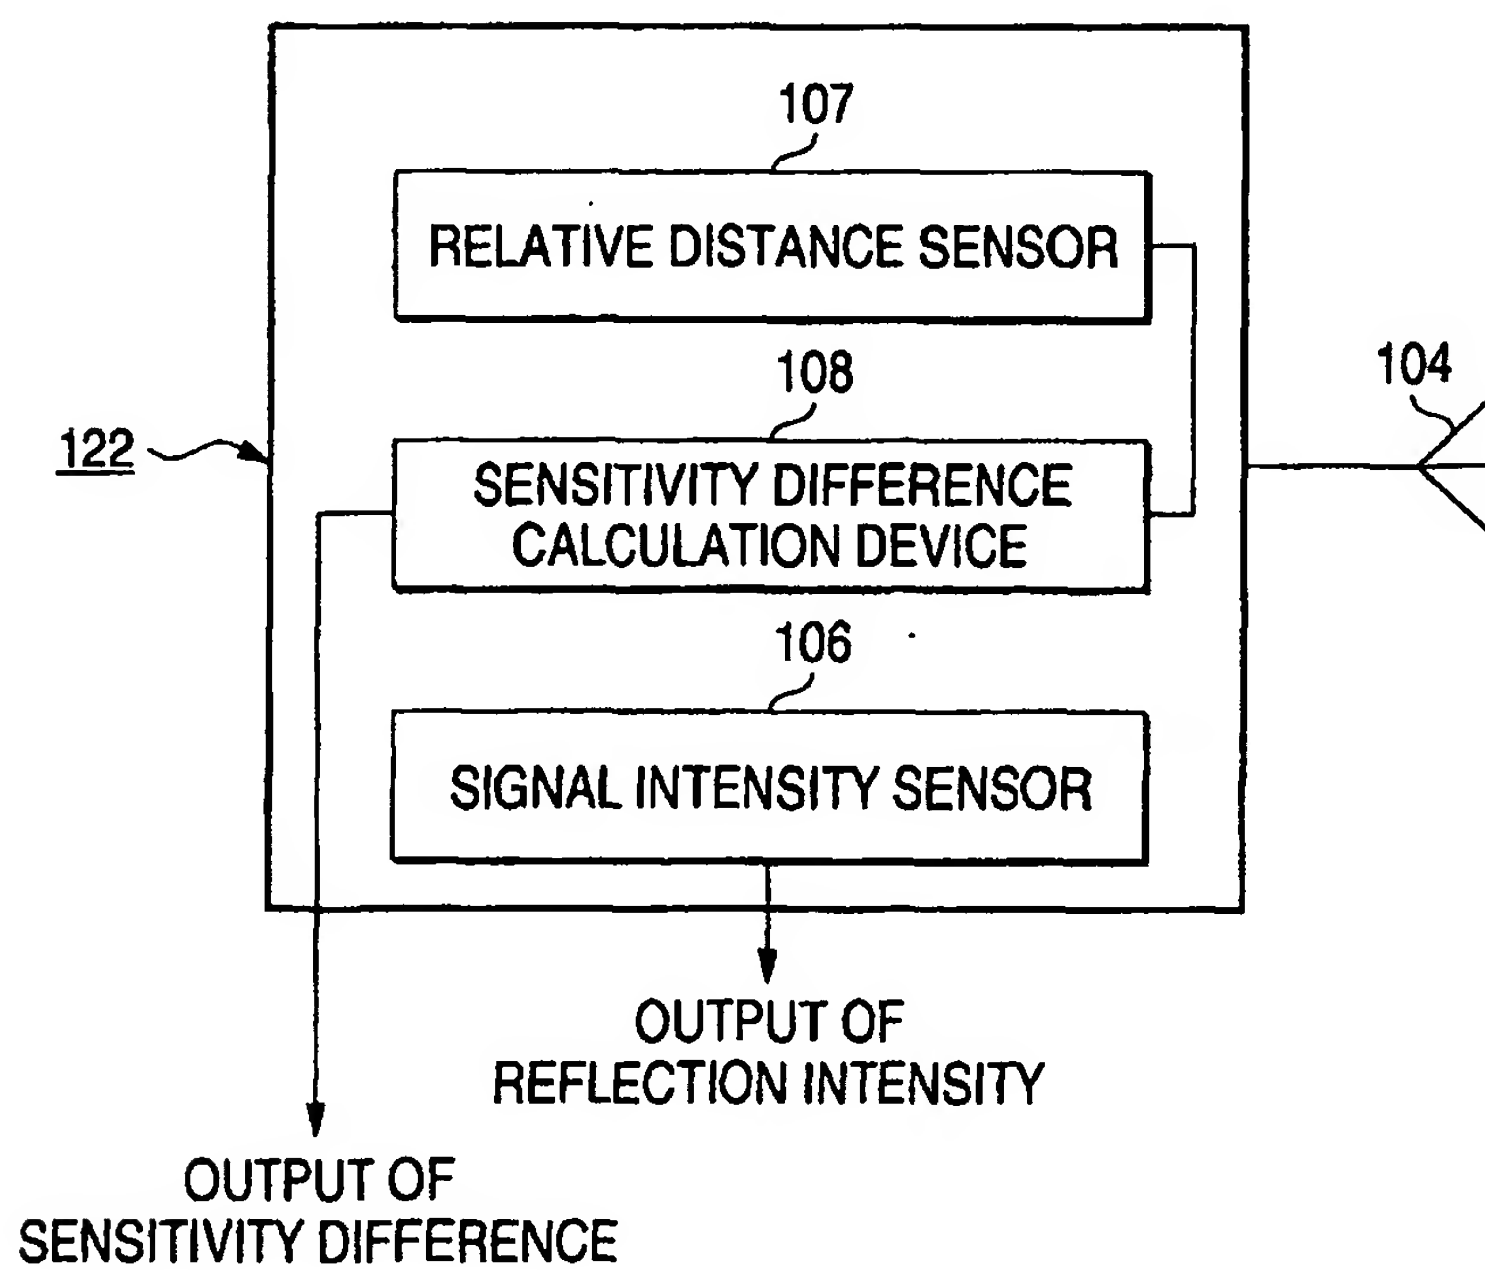 107
RELATIVE DISTANCE SENSOR
104
108
122
SENSITIVITY DIFFERENCE
CALCULATION DEVICE
106
SIGNAL INTENSITY SENSOR
OUTPUT OF
REFLECTION INTENSITY
OUTPUT OF
SENSITIVITY DIFFERENCE